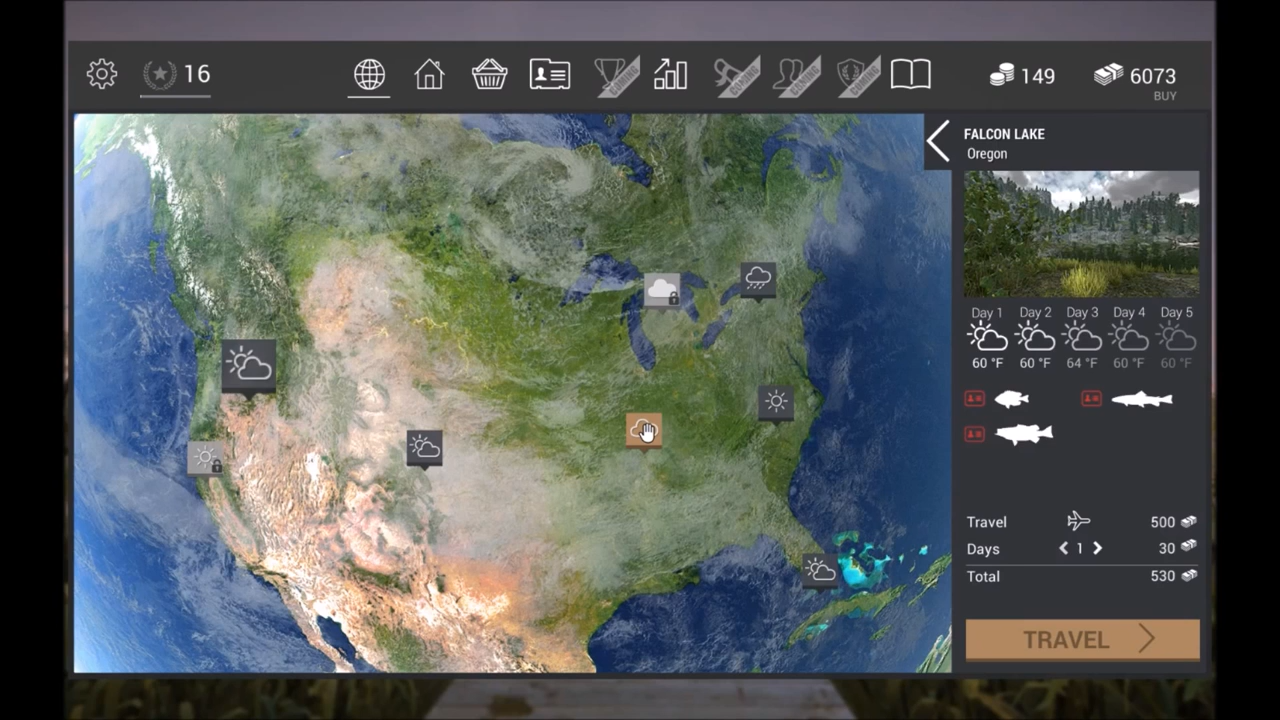 16
149
6073
BUY
FALCON LAKE
Oregon
Day 1 Day 2 Day 3 Day 4 Day 5
60 °F 60 °F 64 °F 60 °F 60 °F
Travel 500
Days 1 30
Total 530
TRAVEL